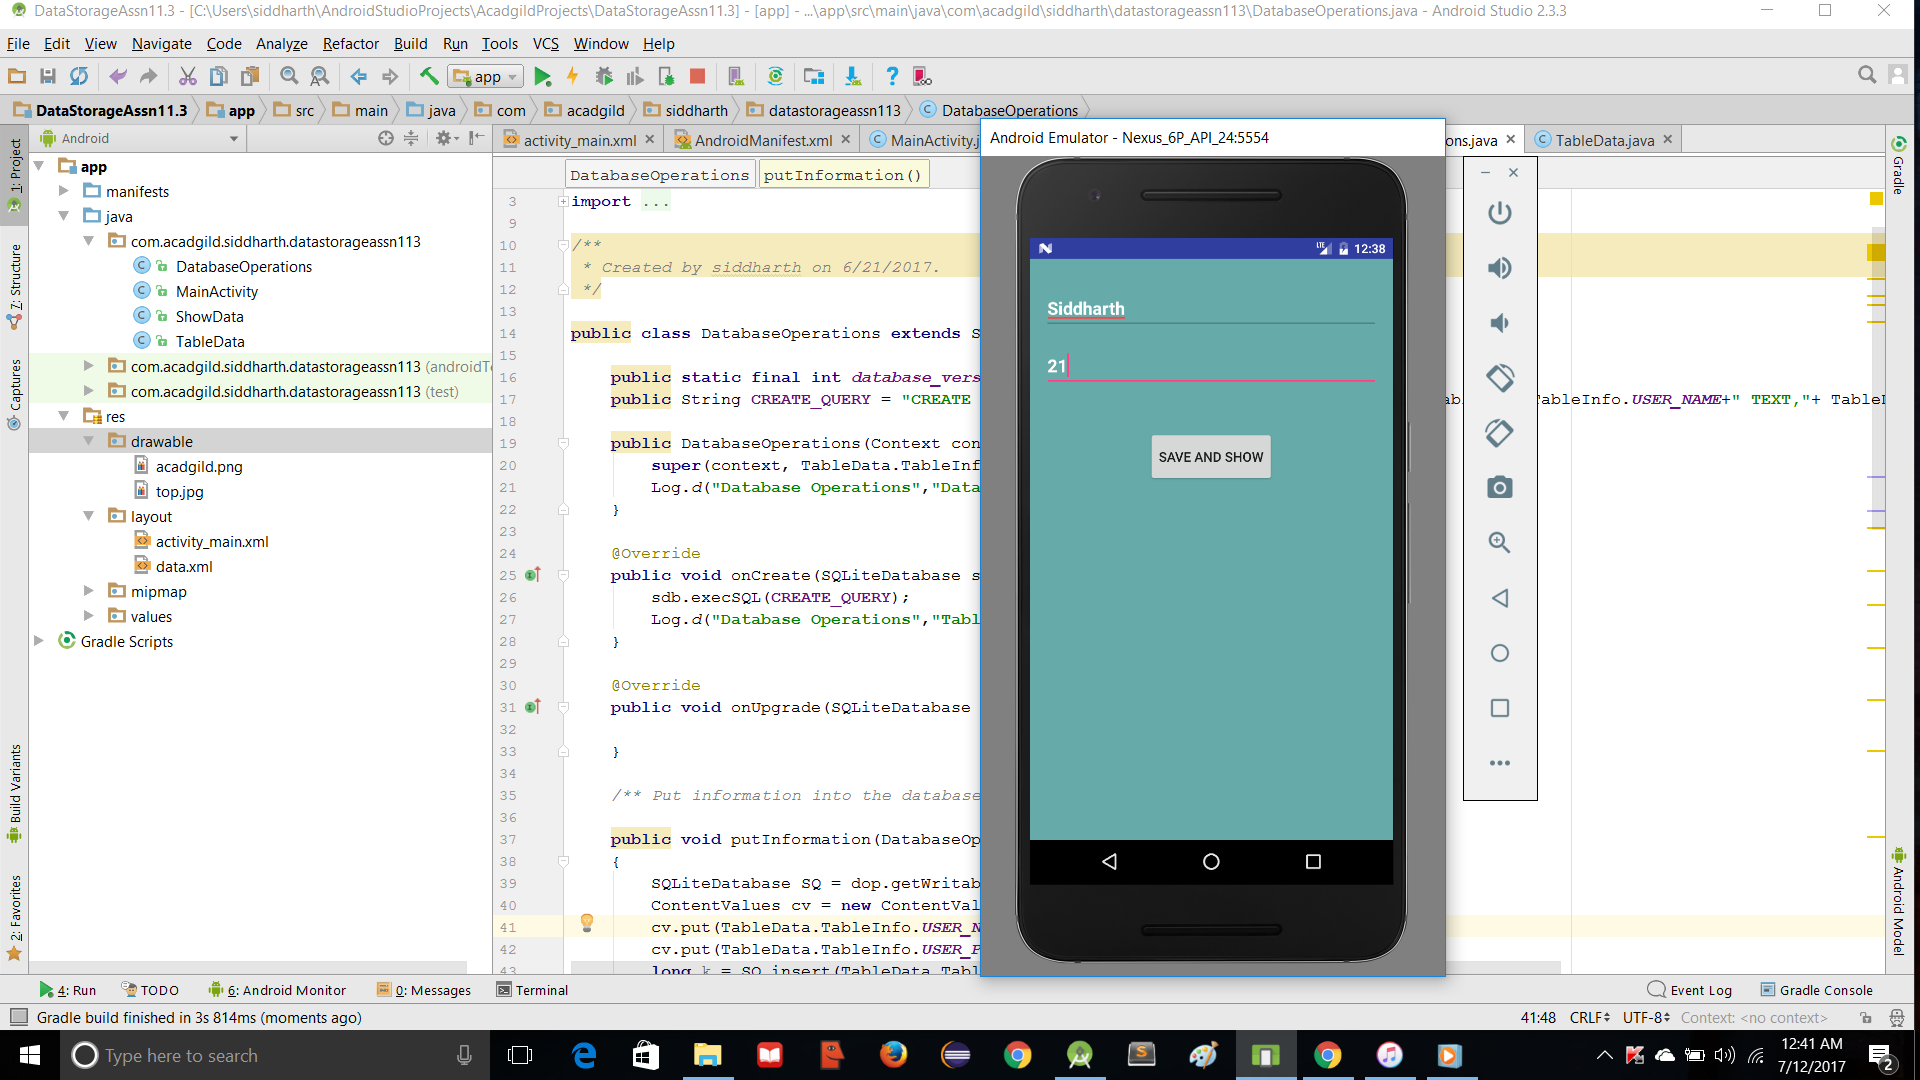 DataStorageAssn11.3 - [C:\Users\siddharth\AndroidStudioProjects\AcadgildProjects\DataStorageAssn11.3] - [app] - ...\app\src\main\java\com\acadgild\siddharth\datastorageassn113\DatabaseOperations.java - Android Studio 2.3.3
File Edit View Navigate Code Analyze Refactor Build Run Tools VCS Window Help
app
DataStorageAssn11.3 app src main java com acadgild siddharth datastorageassn113 DatabaseOperations
Android
activity_main.xml AndroidManifest.xml MainActivity.j ons.java TableData.java
1: Project
7: Structure
Captures
Build Variants
2: Favorites
app
manifests
java
com.acadgild.siddharth.datastorageassn113
DatabaseOperations
MainActivity
ShowData
TableData
com.acadgild.siddharth.datastorageassn113 (androidTe
com.acadgild.siddharth.datastorageassn113 (test)
res
drawable
acadgild.png
top.jpg
layout
activity_main.xml
data.xml
mipmap
values
Gradle Scripts
DatabaseOperations putInformation()
3 import ...
9
10 /**
11 * Created by siddharth on 6/21/2017.
12 */
13
14 public class DatabaseOperations extends S
15
16 public static final int database_vers
17 public String CREATE_QUERY = "CREATE TableInfo.USER_NAME+" TEXT,"+ TableD
18
19 public DatabaseOperations(Context con
20 super(context, TableData.TableInf
21 Log.d("Database Operations","Data
22 }
23
24 @Override
25 public void onCreate(SQLiteDatabase s
26 sdb.execSQL(CREATE_QUERY);
27 Log.d("Database Operations","Tabl
28 }
29
30 @Override
31 public void onUpgrade(SQLiteDatabase
32
33 }
34
35 /** Put information into the database
36
37 public void putInformation(DatabaseOp
38 {
39 SQLiteDatabase SQ = dop.getWritab
40 ContentValues cv = new ContentVal
41 cv.put(TableData.TableInfo.USER_N
42 cv.put(TableData.TableInfo.USER_P
43 long k = SQ.insert(TableData.Tabl
Android Emulator - Nexus_6P_API_24:5554
LTE 12:38
Siddharth
21
SAVE AND SHOW
Gradle
Android Model
4: Run TODO 6: Android Monitor 0: Messages Terminal Event Log Gradle Console
Gradle build finished in 3s 814ms (moments ago) 41:48 CRLF UTF-8 Context: <no context>
Type here to search
12:41 AM
7/12/2017
2